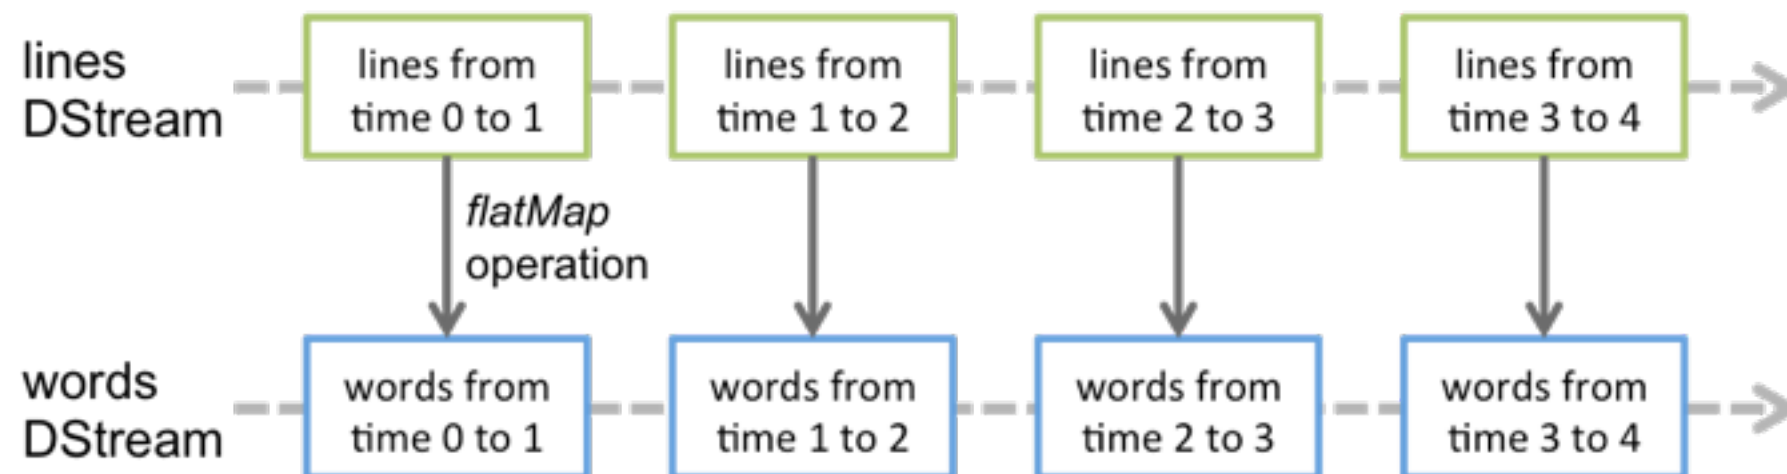 lines
DStream
lines from
time 0 to 1
lines from
time 1 to 2
lines from
time 2 to 3
lines from
time 3 to 4
flatMap
operation
words
DStream
words from
time 0 to 1
words from
time 1 to 2
words from
time 2 to 3
words from
time 3 to 4